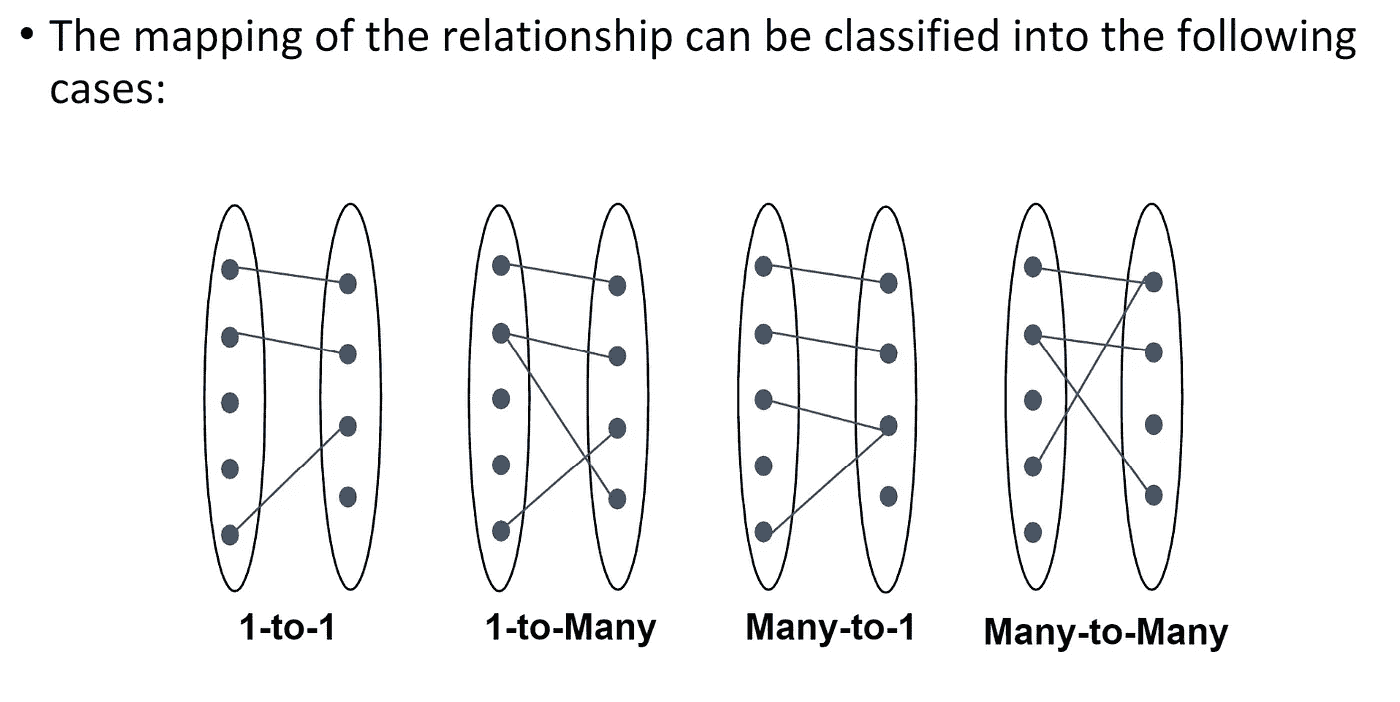 • The mapping of the relationship can be classified into the following
cases:
1-to-1
1-to-Many
Many-to-1
Many-to-Many